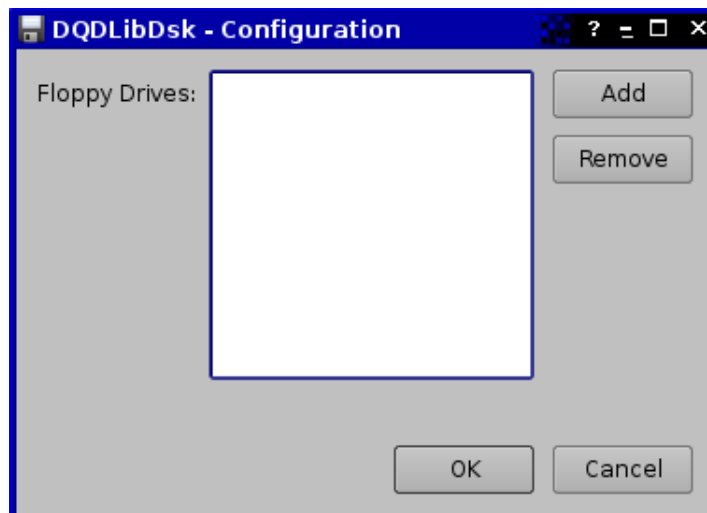 DQDLibDsk - Configuration
?
Floppy Drives:
Add
Remove
OK
Cancel